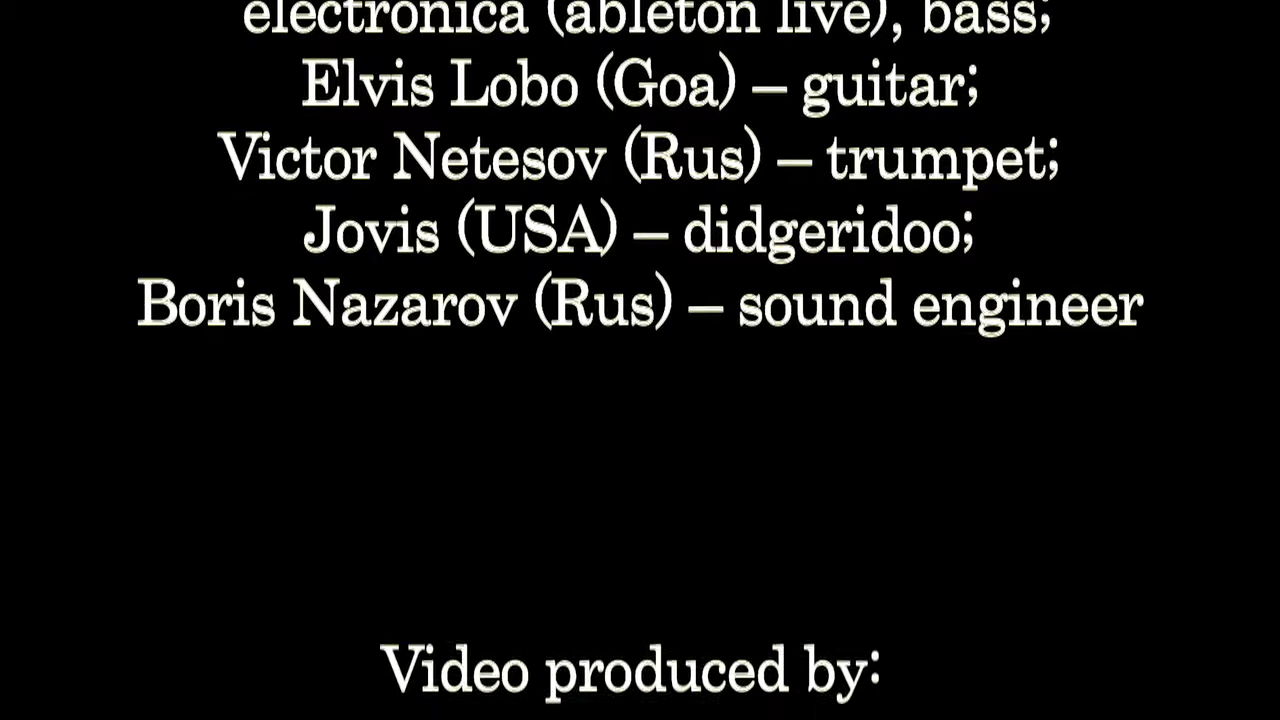 electronica (ableton live), bass;
Elvis Lobo (Goa) – guitar;
Victor Netesov (Rus) – trumpet;
Jovis (USA) – didgeridoo;
Boris Nazarov (Rus) – sound engineer
Video produced by: